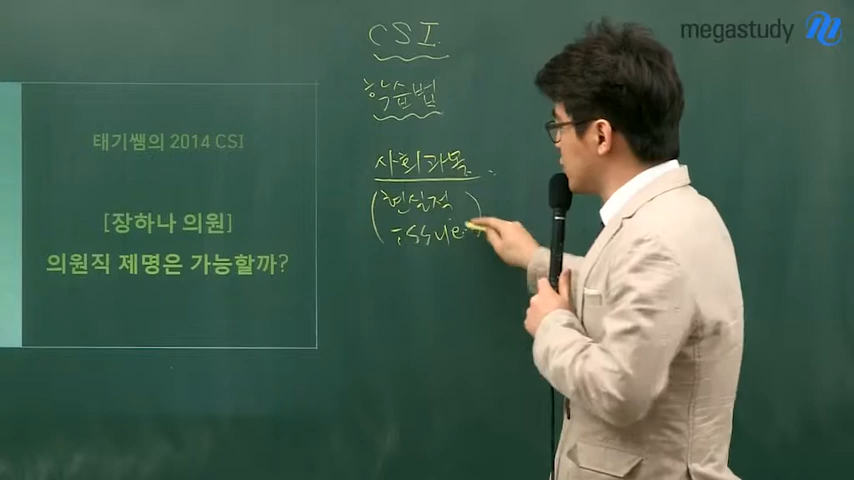 megastudy
태기쌤의 2014 CSI
[장하나 의원]
의원직 제명은 가능할까?
CSI
학습법
사회과목
(현실적
issue)